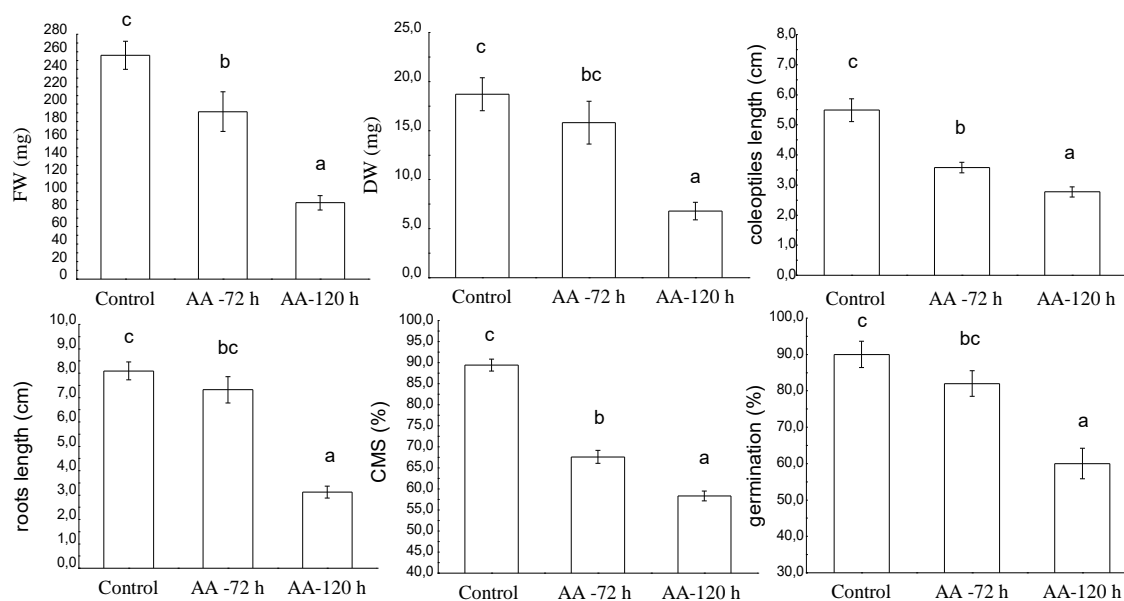 FW (mg)
280
260
240
220
200
180
160
140
120
100
80
60
40
20
0
c
b
a
Control
AA -72 h
AA-120 h
DW (mg)
25,0
20,0
15,0
10,0
5,0
0,0
c
bc
a
Control
AA -72 h
AA-120 h
coleoptiles length (cm)
8,0
7,0
6,0
5,0
4,0
3,0
2,0
1,0
0,0
c
b
a
Control
AA -72 h
AA-120 h
roots length (cm)
10,0
9,0
8,0
7,0
6,0
5,0
4,0
3,0
2,0
1,0
0,0
c
bc
a
Control
AA -72 h
AA-120 h
CMS (%)
100,0
95,0
90,0
85,0
80,0
75,0
70,0
65,0
60,0
55,0
50,0
45,0
40,0
c
b
a
Control
AA -72 h
AA-120 h
germination (%)
100,0
90,0
80,0
70,0
60,0
50,0
40,0
30,0
c
bc
a
Control
AA -72 h
AA-120 h